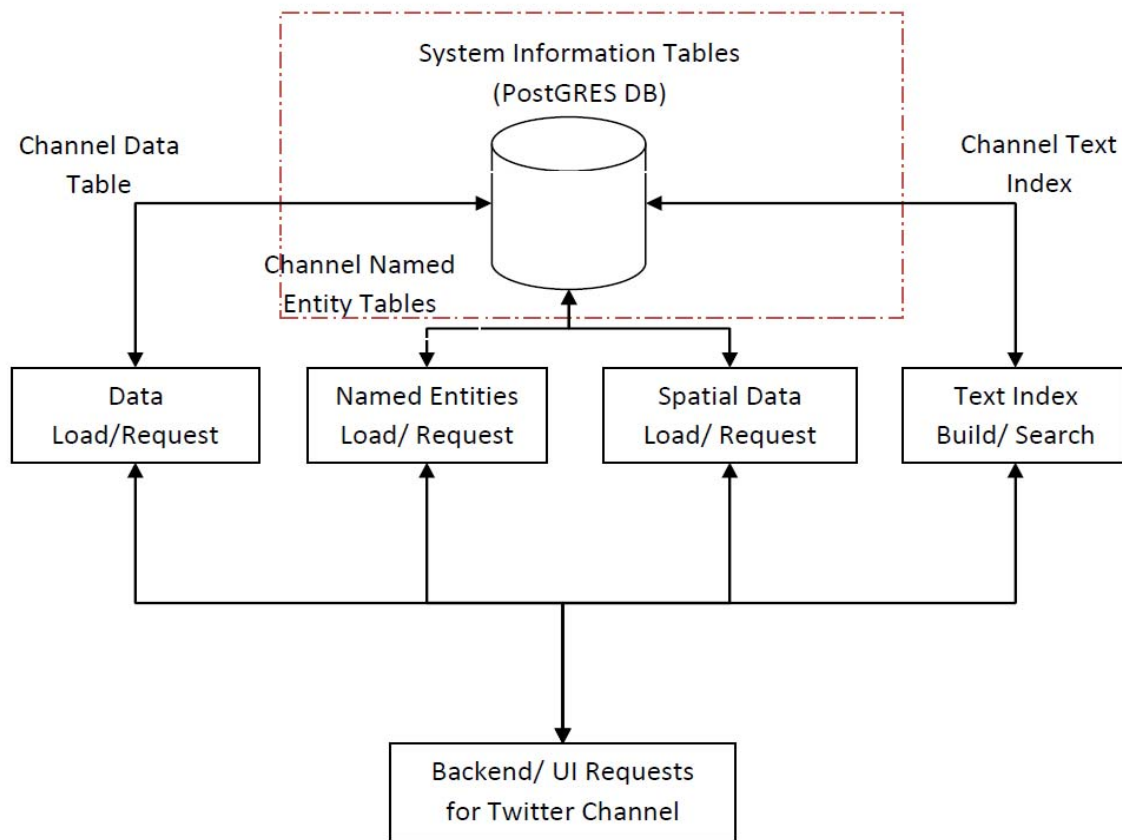 System Information Tables
(PostGRES DB)
Channel Data
Table
Channel Text
Index
Channel Named
Entity Tables
Data
Load/Request
Named Entities
Load/ Request
Spatial Data
Load/ Request
Text Index
Build/ Search
Backend/ UI Requests
for Twitter Channel